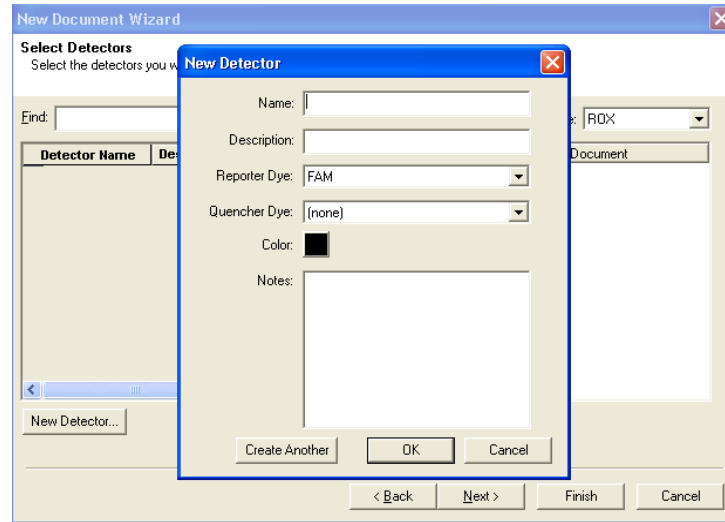 New Document Wizard
Select Detectors
Select the detectors you
New Detector
Find:
ROX
Detector Name
Document
Name:
Description:
Reporter Dye: FAM
Quencher Dye: (none)
Color:
Notes:
New Detector...
Create Another OK Cancel
< Back Next > Finish Cancel